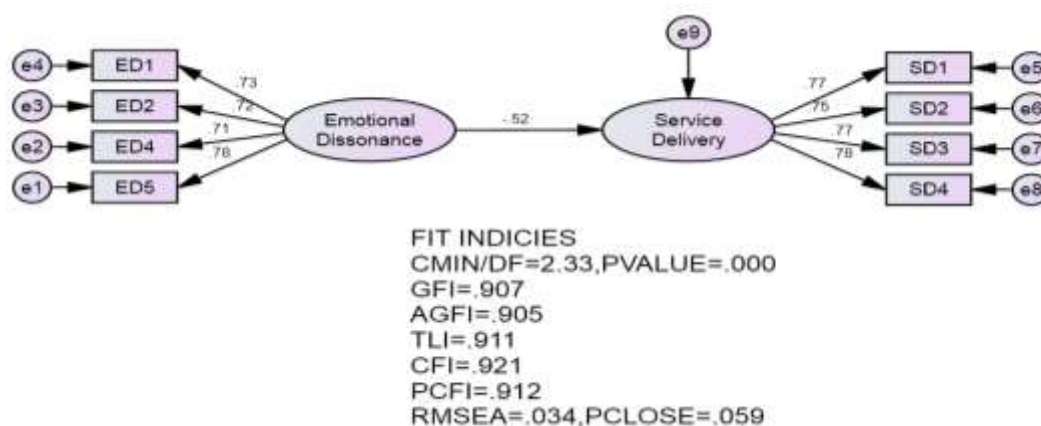 e9
e4 ED1 .73 .77 SD1 e5
e3 ED2 .72 .75 SD2 e6
Emotional Dissonance -.52 Service Delivery
e2 ED4 .71 .77 SD3 e7
e1 ED5 .78 .78 SD4 e8
FIT INDICIES
CMIN/DF=2.33,PVALUE=.000
GFI=.907
AGFI=.905
TLI=.911
CFI=.921
PCFI=.912
RMSEA=.034,PCLOSE=.059